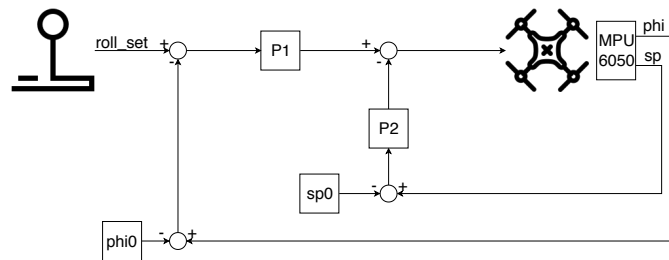 roll_set
+
-
P1
+
-
MPU
6050
phi
sp
P2
sp0
-
+
phi0
-
+